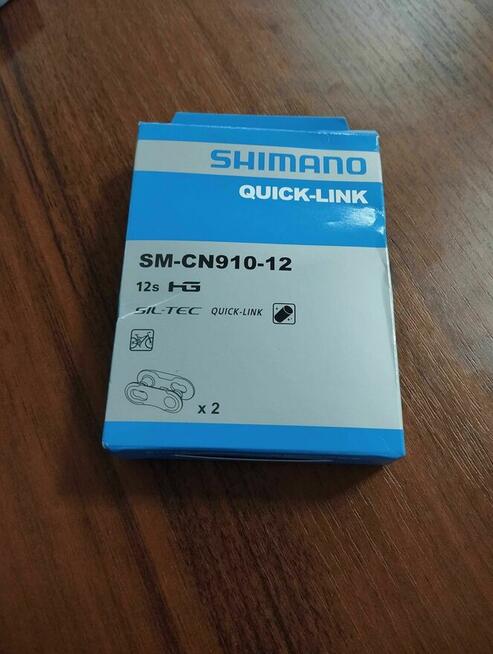 SHIMANO
QUICK-LINK
SM-CN910-12
12s HG
SIL-TEC QUICK-LINK
x 2